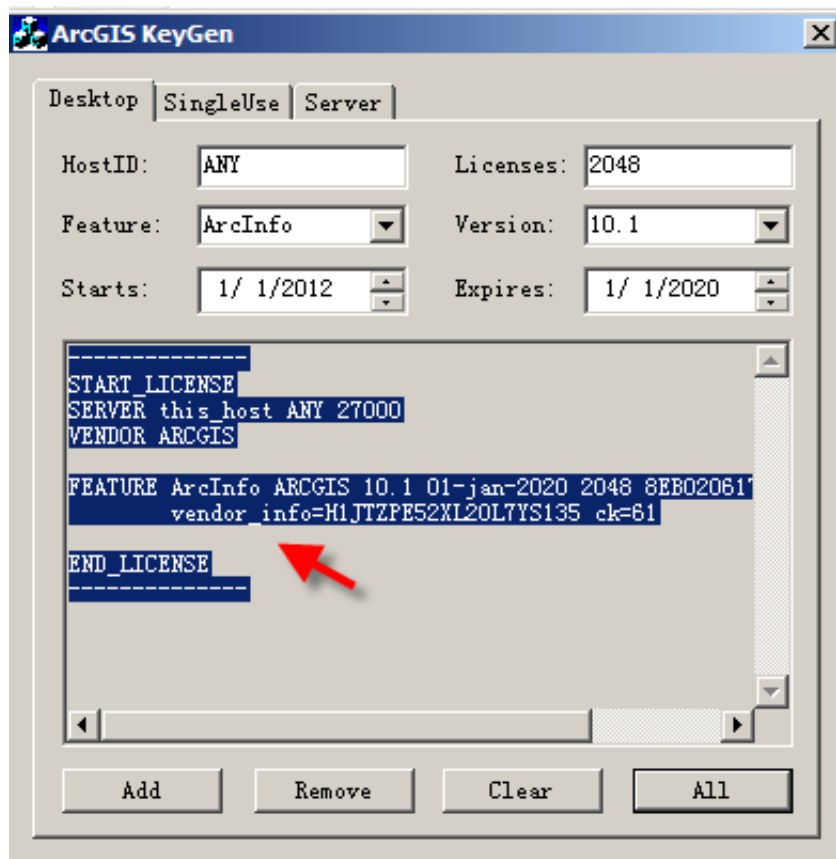 ArcGIS KeyGen
Desktop SingleUse Server
HostID: ANY Licenses: 2048
Feature: ArcInfo Version: 10.1
Starts: 1/ 1/2012 Expires: 1/ 1/2020
--------------
START_LICENSE
SERVER this_host ANY 27000
VENDOR ARCGIS
FEATURE ArcInfo ARCGIS 10.1 01-jan-2020 2048 8EB020617
vendor_info=H1JTZPE52XL20L7YS135 ck=61
END_LICENSE
--------------
Add Remove Clear All